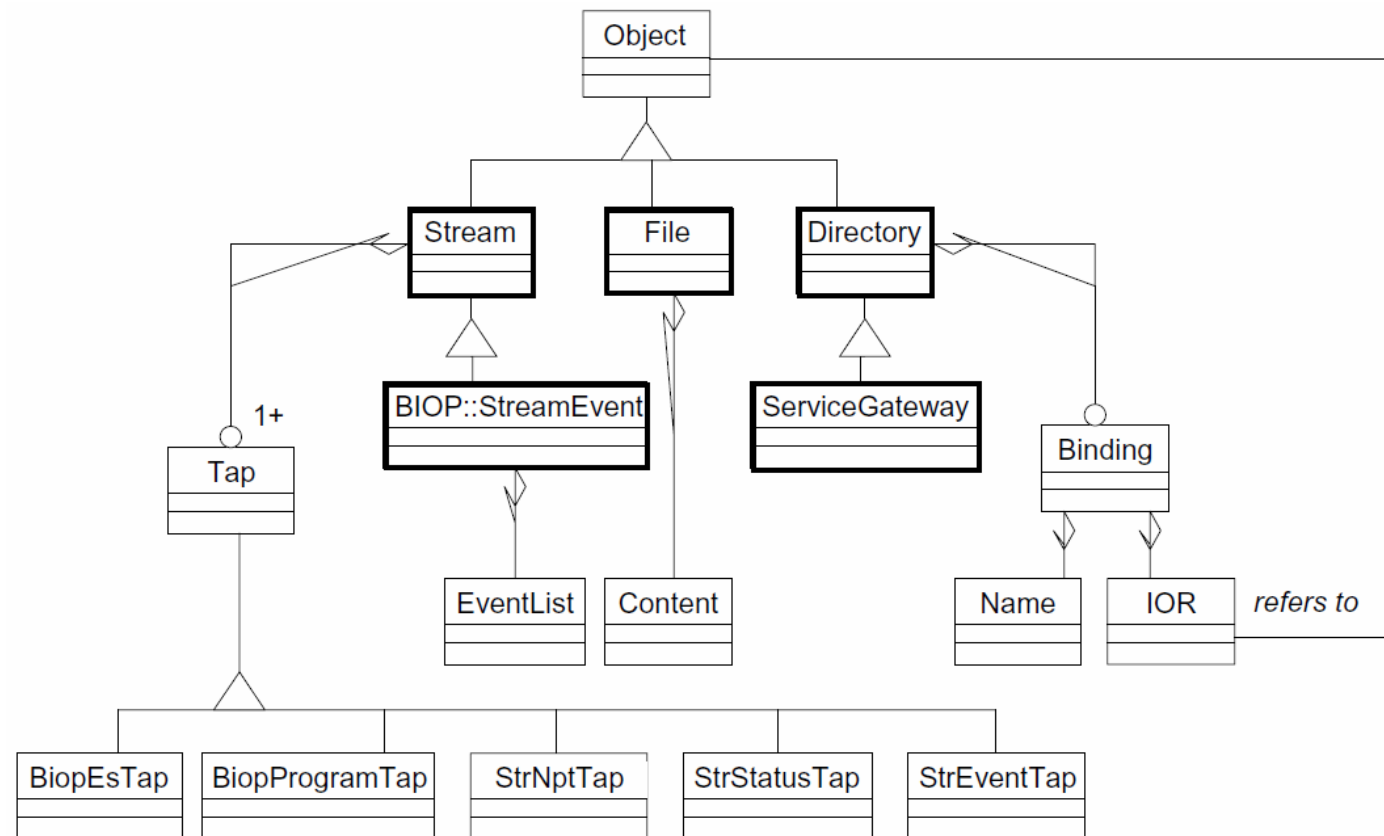 Object
Stream
File
Directory
BIOP::StreamEvent
ServiceGateway
1+
Tap
Binding
EventList
Content
Name
IOR
refers to
BiopEsTap
BiopProgramTap
StrNptTap
StrStatusTap
StrEventTap